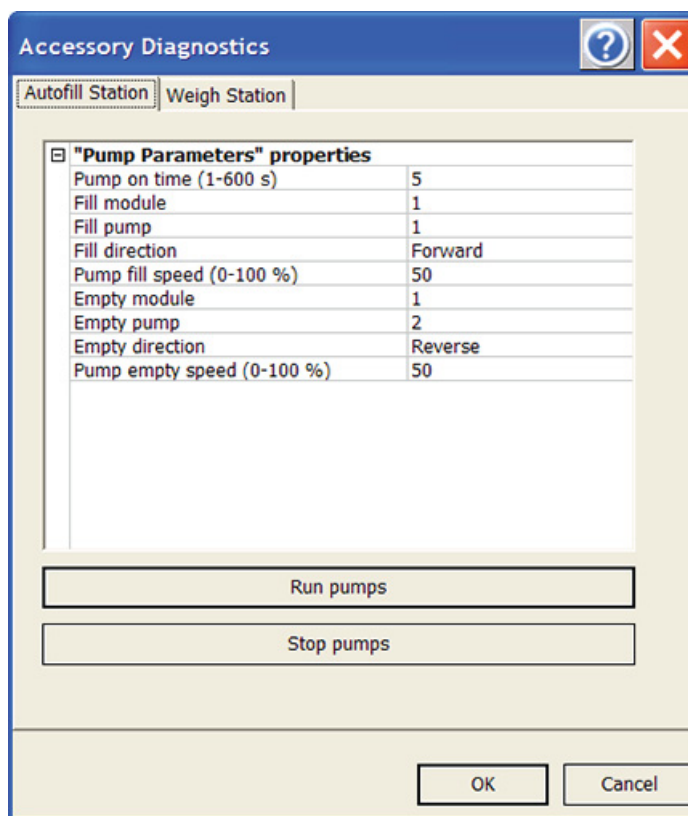 Accessory Diagnostics
Autofill Station Weigh Station
"Pump Parameters" properties
Pump on time (1-600 s) 5
Fill module 1
Fill pump 1
Fill direction Forward
Pump fill speed (0-100 %) 50
Empty module 1
Empty pump 2
Empty direction Reverse
Pump empty speed (0-100 %) 50
Run pumps
Stop pumps
OK Cancel